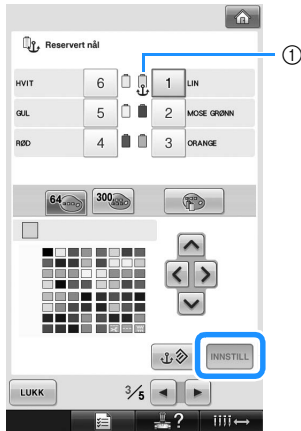 Reservert nål
①
HVIT 6 1 LIN
GUL 5 2 MOSE GRØNN
RØD 4 3 ORANGE
64 300
INNSTILL
LUKK 3/5
?